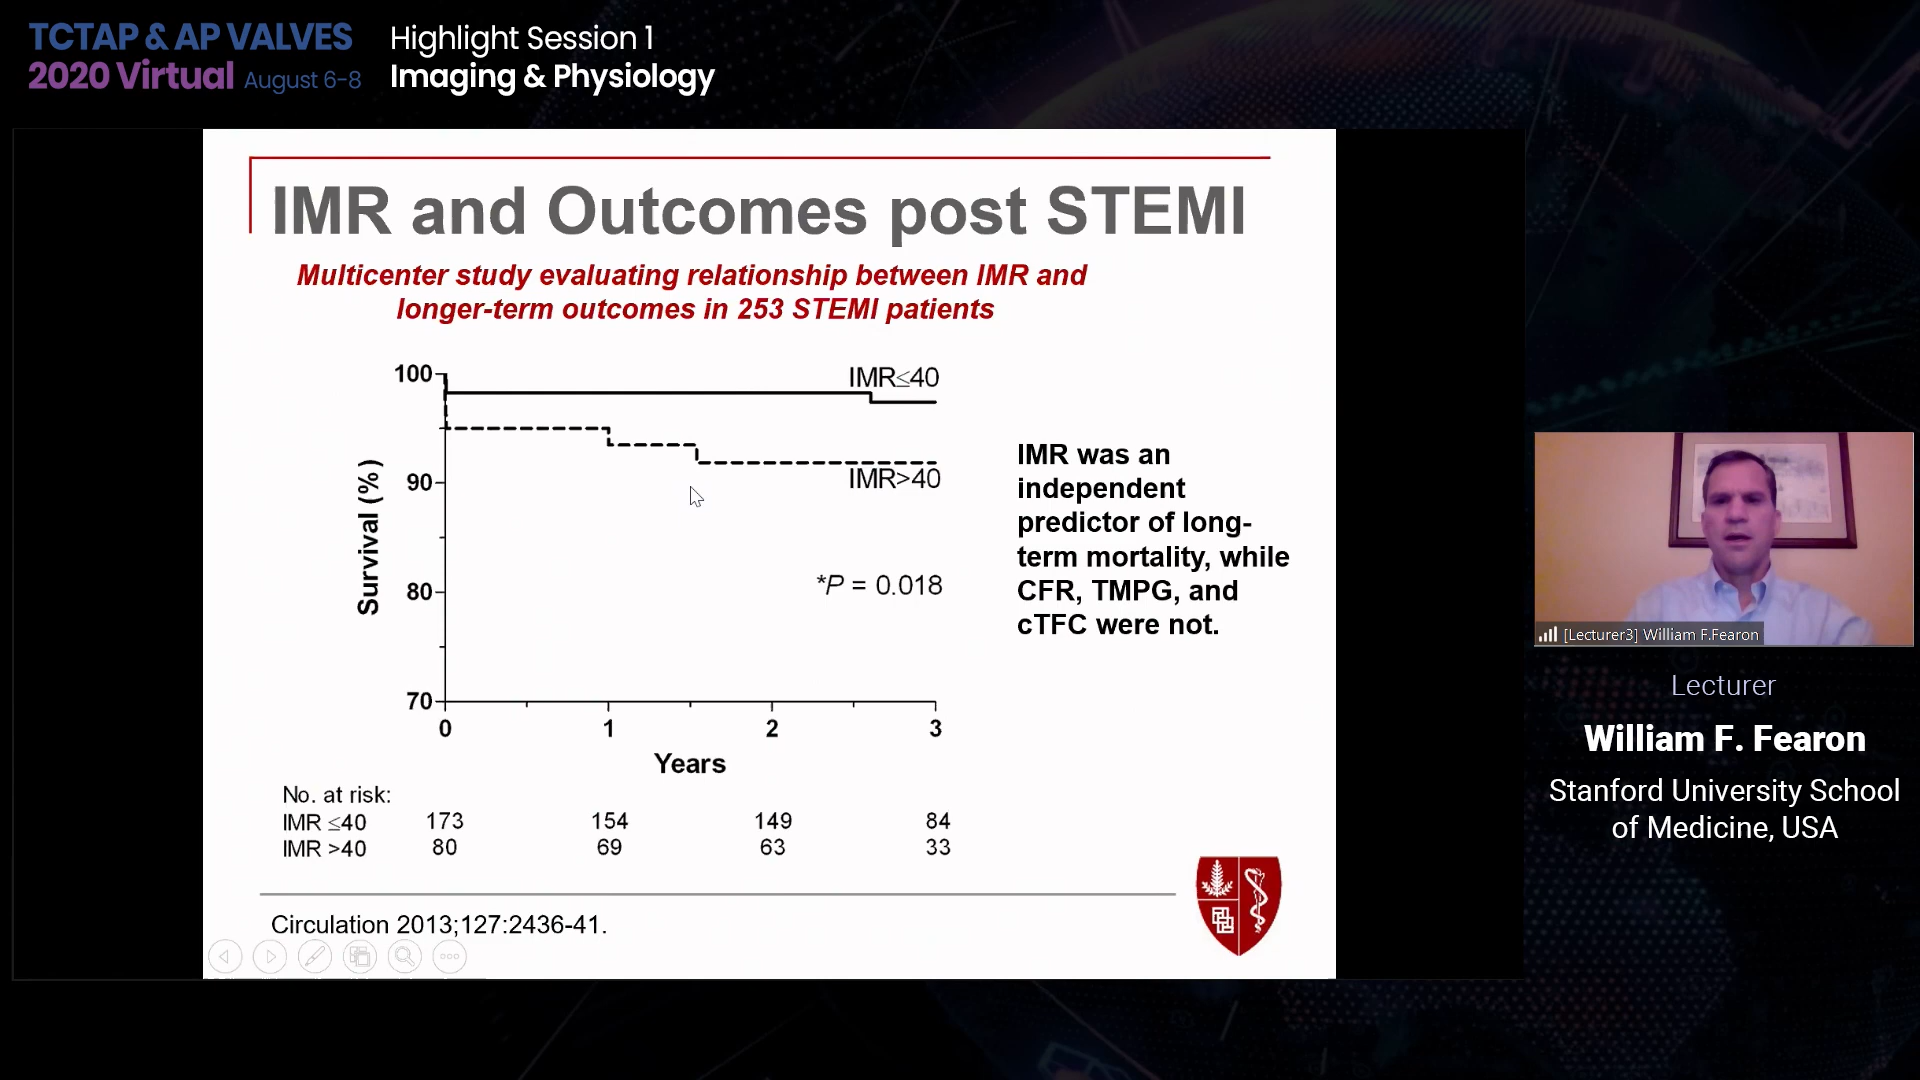 TCTAP & AP VALVES
2020 Virtual August 6-8
Highlight Session 1
Imaging & Physiology
IMR and Outcomes post STEMI
Multicenter study evaluating relationship between IMR and
longer-term outcomes in 253 STEMI patients
100
90
80
70
Survival (%)
IMR≤40
IMR>40
*P = 0.018
0 1 2 3
Years
IMR was an
independent
predictor of long-
term mortality, while
CFR, TMPG, and
cTFC were not.
No. at risk:
IMR ≤40 173 154 149 84
IMR >40 80 69 63 33
Circulation 2013;127:2436-41.
[Lecturer3] William F.Fearon
Lecturer
William F. Fearon
Stanford University School
of Medicine, USA